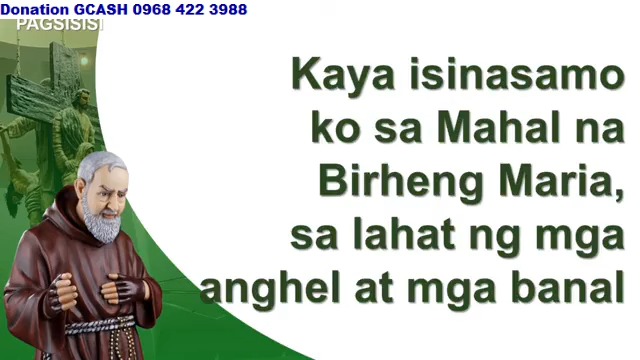 Donation GCASH 0968 422 3988
PAGSISISI
Kaya isinasamo
ko sa Mahal na
Birheng Maria,
sa lahat ng mga
anghel at mga banal